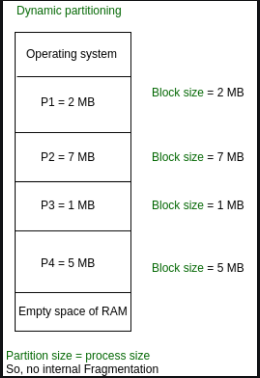 Dynamic partitioning
Operating system
P1 = 2 MB
Block size = 2 MB
P2 = 7 MB
Block size = 7 MB
P3 = 1 MB
Block size = 1 MB
P4 = 5 MB
Block size = 5 MB
Empty space of RAM
Partition size = process size
So, no internal Fragmentation